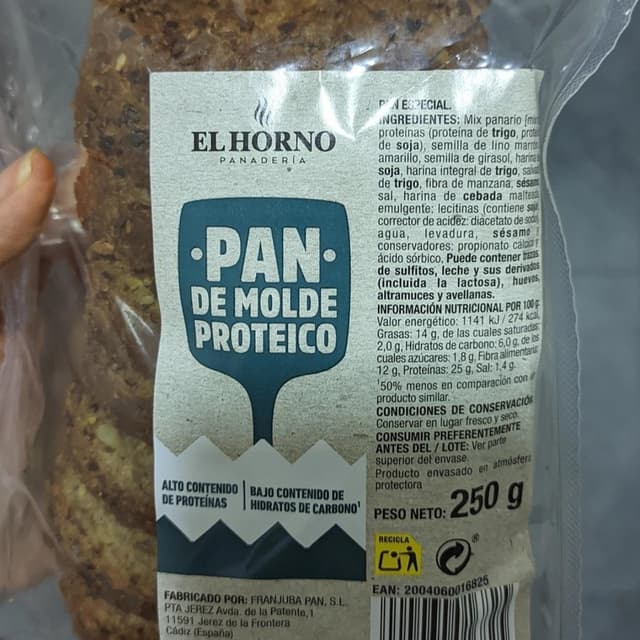 EL HORNO
PANADERÍA
·PAN·
DE MOLDE
PROTEICO
ALTO CONTENIDO
DE PROTEÍNAS
BAJO CONTENIDO DE
HIDRATOS DE CARBONO¹
FABRICADO POR: FRANJUBA PAN, S.L.
PTA JEREZ Avda. de la Patente,1
11591 Jerez de la Frontera
Cádiz (España)
PAN ESPECIAL.
INGREDIENTES: Mix panario
proteínas (proteína de trigo,
de soja), semilla de lino
amarillo, semilla de girasol, harina
soja, harina integral de trigo,
de trigo, fibra de manzana, sésamo
sal, harina de cebada
emulgente: lecitinas (contiene
corrector de acidez: diacetato de
agua, levadura, sésamo
conservadores: propionato
ácido sórbico. Puede contener trazas
de sulfitos, leche y sus derivados
(incluida la lactosa), huevos,
altramuces y avellanas.
INFORMACIÓN NUTRICIONAL POR 100 g:
Valor energético: 1141 kJ / 274 kcal,
Grasas: 14 g, de las cuales saturadas:
2,0 g, Hidratos de carbono: 6,0 g, de los
cuales azúcares: 1,8 g, Fibra alimentaria:
12 g, Proteínas: 25 g, Sal: 1,4 g.
¹50% menos en comparación con
producto similar.
CONDICIONES DE CONSERVACIÓN
Conservar en lugar fresco y seco.
CONSUMIR PREFERENTEMENTE
ANTES DEL / LOTE: Ver parte
superior del envase.
Producto envasado en atmósfera
protectora
PESO NETO: 250 g
RECICLA
®
EAN: 2004060016825